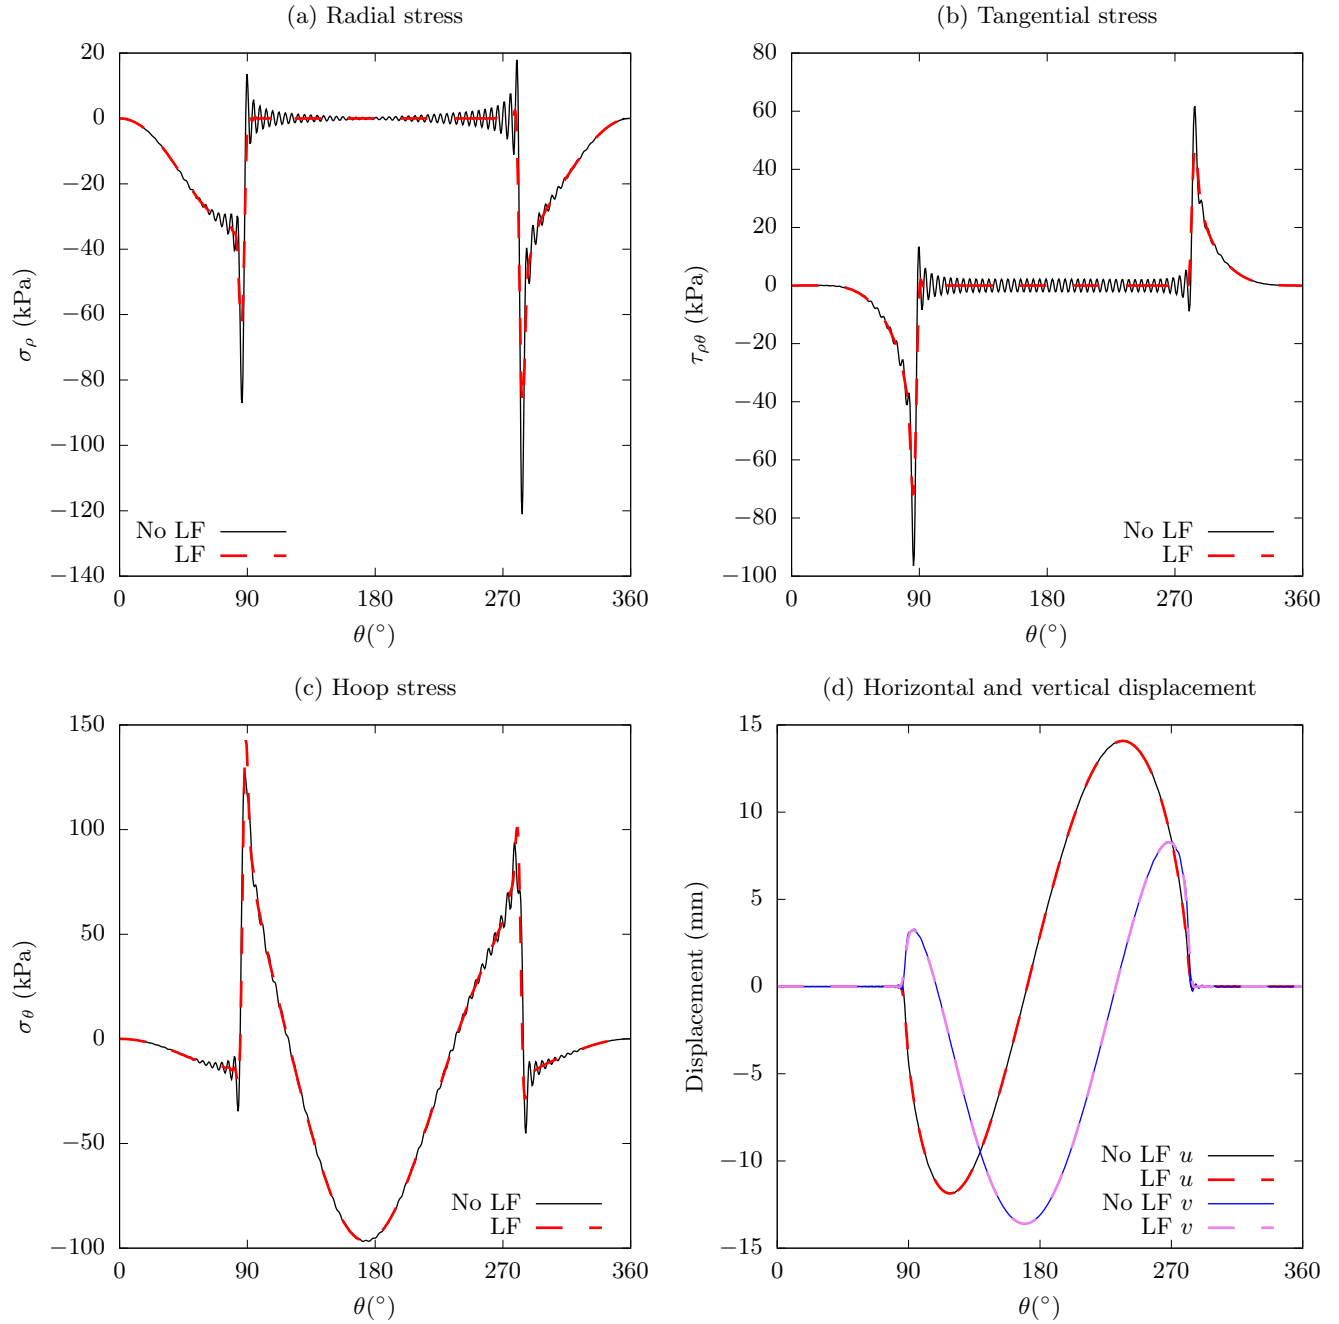 (a) Radial stress
20
0
−20
−40
−60
−80
−100
−120
−140
0
90
180
270
360
σρ (kPa)
θ(°)
No LF
LF
(b) Tangential stress
80
60
40
20
0
−20
−40
−60
−80
−100
0
90
180
270
360
τρθ (kPa)
θ(°)
No LF
LF
(c) Hoop stress
150
100
50
0
−50
−100
0
90
180
270
360
σθ (kPa)
θ(°)
No LF
LF
(d) Horizontal and vertical displacement
15
10
5
0
−5
−10
−15
0
90
180
270
360
Displacement (mm)
θ(°)
No LF u
LF u
No LF v
LF v